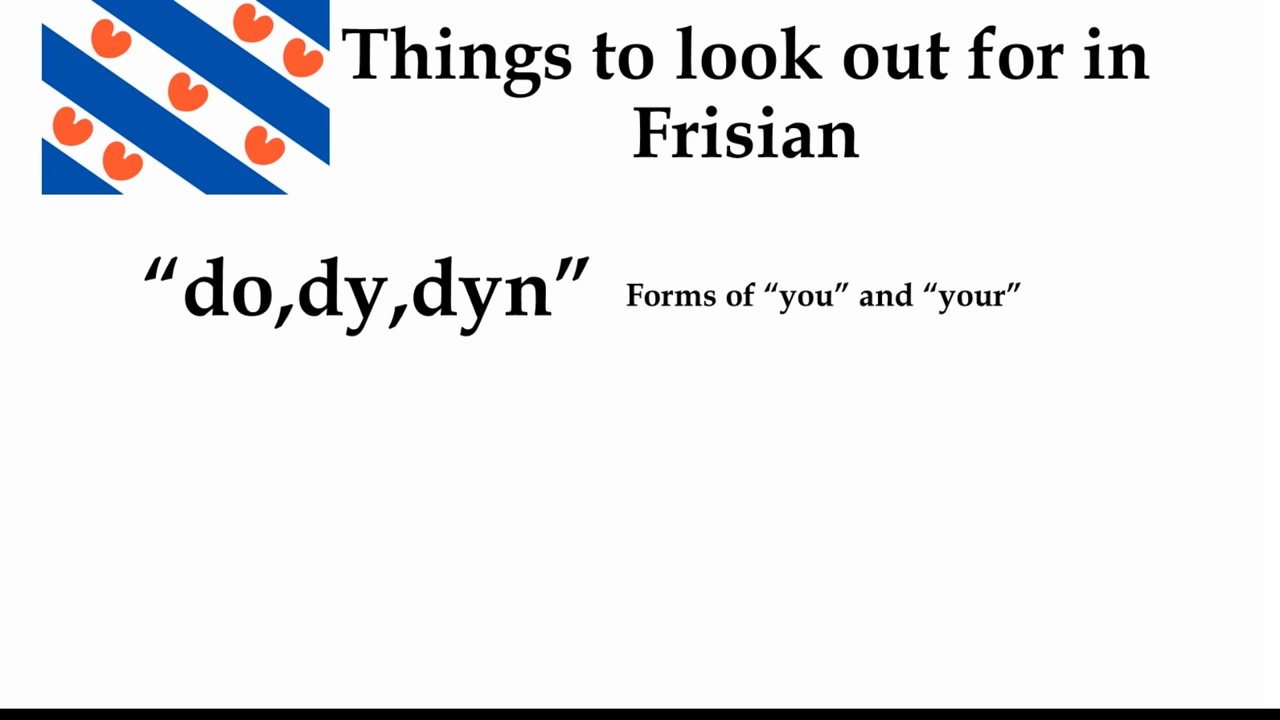 Things to look out for in
Frisian
“do,dy,dyn” Forms of “you” and “your”